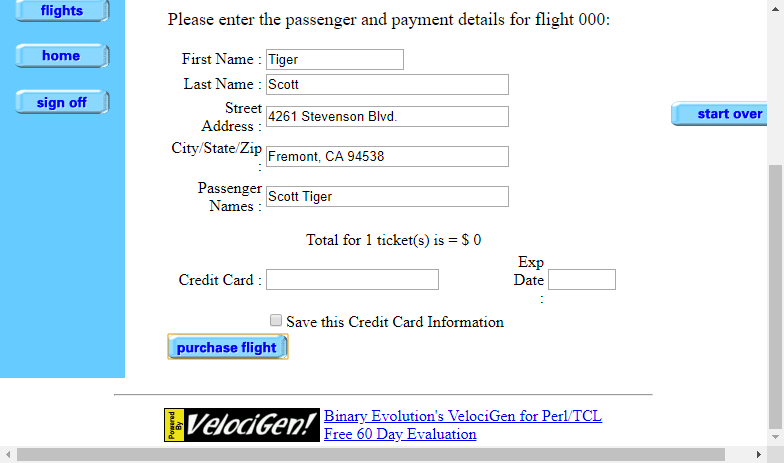 flights
Please enter the passenger and payment details for flight 000:
home
First Name : Tiger
Last Name : Scott
sign off
Street
Address : 4261 Stevenson Blvd.
start over
City/State/Zip
: Fremont, CA 94538
Passenger
Names : Scott Tiger
Total for 1 ticket(s) is = $ 0
Credit Card :
Exp
Date
:
Save this Credit Card Information
purchase flight
Powered
By
VelociGen!
Binary Evolution's VelociGen for Perl/TCL
Free 60 Day Evaluation